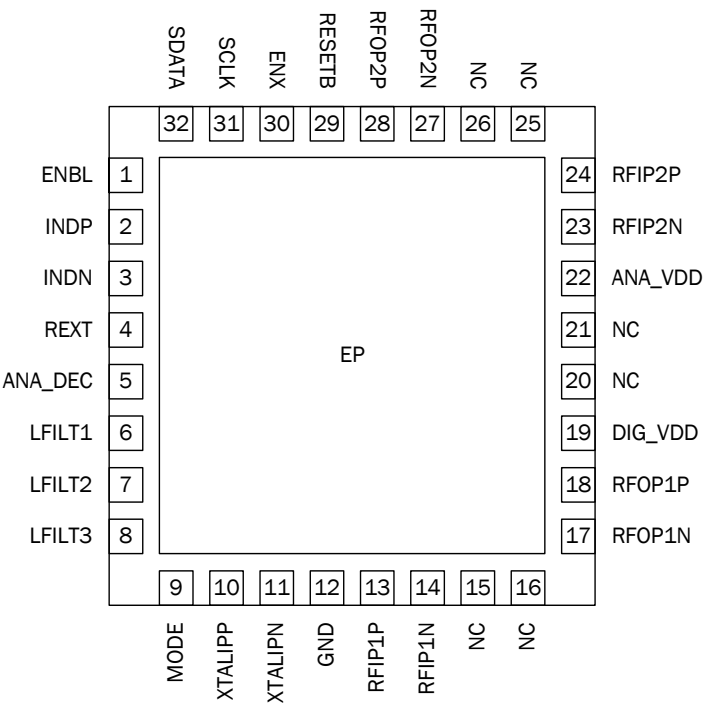 SDATA SCLK ENX RESETB RFOP2P RFOP2N NC NC
32 31 30 29 28 27 26 25
ENBL 1 24 RFIP2P
INDP 2 23 RFIP2N
INDN 3 22 ANA_VDD
REXT 4 21 NC
EP
ANA_DEC 5 20 NC
LFILT1 6 19 DIG_VDD
LFILT2 7 18 RFOP1P
LFILT3 8 17 RFOP1N
9 10 11 12 13 14 15 16
MODE XTALIPP XTALIPN GND RFIP1P RFIP1N NC NC